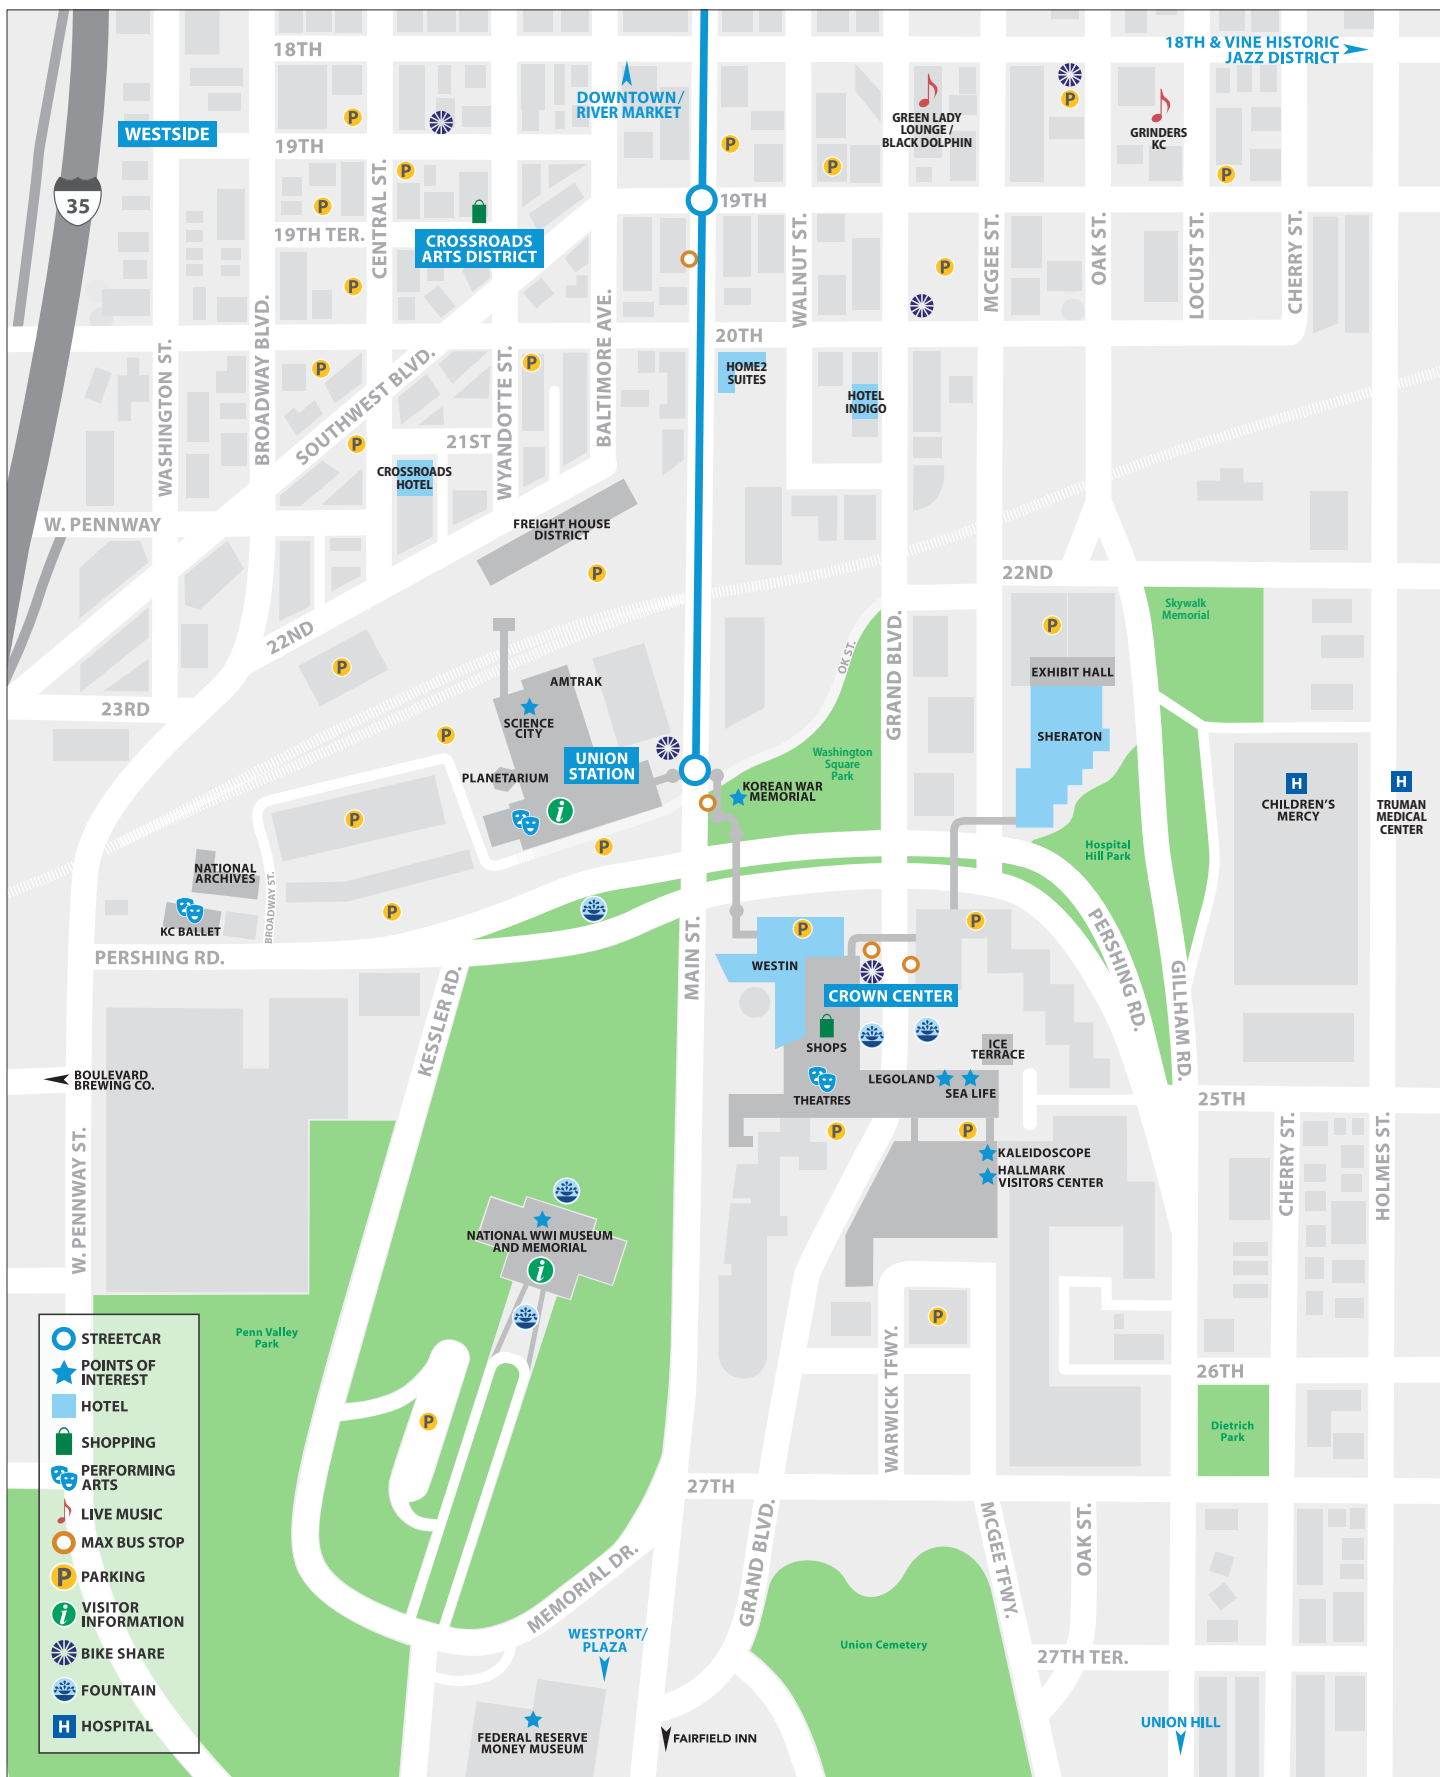 18TH
18TH & VINE HISTORIC
JAZZ DISTRICT
DOWNTOWN/
RIVER MARKET
P
P
GREEN LADY
LOUNGE /
BLACK DOLPHIN
GRINDERS
KC
WESTSIDE
19TH
P
P
P
P
35
P
19TH
19TH TER.
CENTRAL ST.
CROSSROADS
ARTS DISTRICT
P
P
WALNUT ST.
MCGEE ST.
OAK ST.
LOCUST ST.
CHERRY ST.
BROADWAY BLVD.
BALTIMORE AVE.
20TH
WASHINGTON ST.
SOUTHWEST BLVD.
WYANDOTTE ST.
P
P
HOME2
SUITES
HOTEL
INDIGO
P
21ST
CROSSROADS
HOTEL
W. PENNWAY
FREIGHT HOUSE
DISTRICT
P
22ND
22ND
Skywalk
Memorial
P
OK ST.
GRAND BLVD.
P
EXHIBIT HALL
AMTRAK
23RD
SCIENCE
CITY
P
SHERATON
UNION
STATION
PLANETARIUM
Washington
Square
Park
KOREAN WAR
MEMORIAL
H
CHILDREN'S
MERCY
H
TRUMAN
MEDICAL
CENTER
P
i
P
Hospital
Hill Park
NATIONAL
ARCHIVES
BROADWAY ST.
P
KC BALLET
PERSHING RD.
MAIN ST.
P
P
PERSHING RD.
GILLHAM RD.
WESTIN
KESSLER RD.
CROWN CENTER
SHOPS
ICE
TERRACE
BOULEVARD
BREWING CO.
LEGOLAND
SEA LIFE
THEATRES
25TH
P
P
W. PENNWAY ST.
CHERRY ST.
HOLMES ST.
KALEIDOSCOPE
HALLMARK
VISITORS CENTER
NATIONAL WWI MUSEUM
AND MEMORIAL
i
Penn Valley
Park
P
WARWICK TFWY.
26TH
P
Dietrich
Park
27TH
GRAND BLVD.
MCGEE TFWY.
OAK ST.
MEMORIAL DR.
WESTPORT/
PLAZA
Union Cemetery
27TH TER.
UNION HILL
FEDERAL RESERVE
MONEY MUSEUM
FAIRFIELD INN
STREETCAR
POINTS OF
INTEREST
HOTEL
SHOPPING
PERFORMING
ARTS
LIVE MUSIC
MAX BUS STOP
P PARKING
i VISITOR
INFORMATION
BIKE SHARE
FOUNTAIN
H HOSPITAL